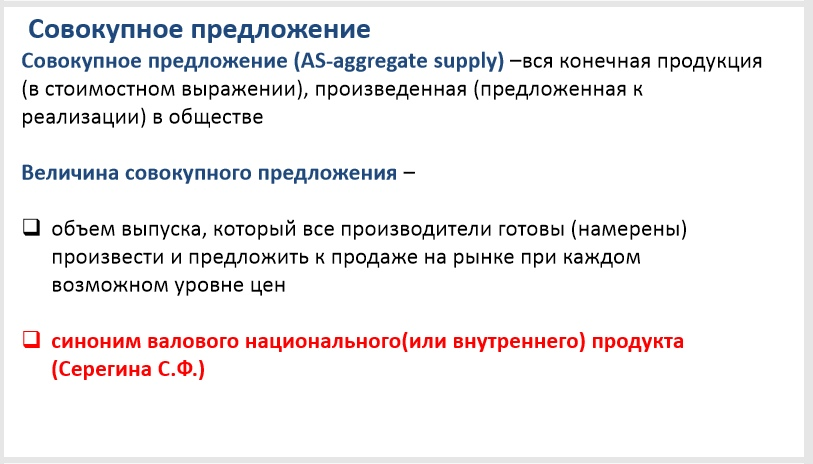 Совокупное предложение
Совокупное предложение (AS-aggregate supply) –вся конечная продукция
(в стоимостном выражении), произведенная (предложенная к
реализации) в обществе
Величина совокупного предложения –
объем выпуска, который все производители готовы (намерены)
произвести и предложить к продаже на рынке при каждом
возможном уровне цен
синоним валового национального(или внутреннего) продукта
(Серегина С.Ф.)